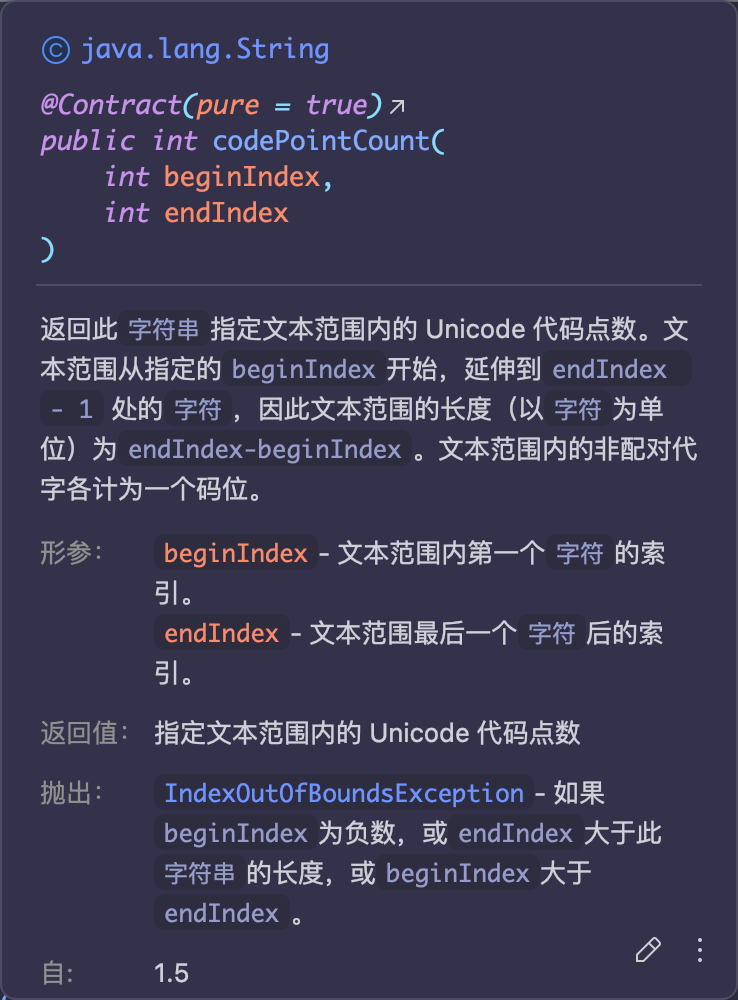 © java.lang.String
@Contract(pure = true)↗
public int codePointCount(
    int beginIndex,
    int endIndex
)
返回此 字符串 指定文本范围内的 Unicode 代码点数。文
本范围从指定的 beginIndex 开始，延伸到 endIndex
- 1 处的 字符 ，因此文本范围的长度（以 字符 为单
位）为 endIndex-beginIndex 。文本范围内的非配对代
字各计为一个码位。
形参： beginIndex - 文本范围内第一个 字符 的索
引。
endIndex - 文本范围最后一个 字符 后的索
引。
返回值： 指定文本范围内的 Unicode 代码点数
抛出： IndexOutOfBoundsException - 如果
beginIndex 为负数，或 endIndex 大于此
字符串 的长度，或 beginIndex 大于
endIndex 。
自： 1.5